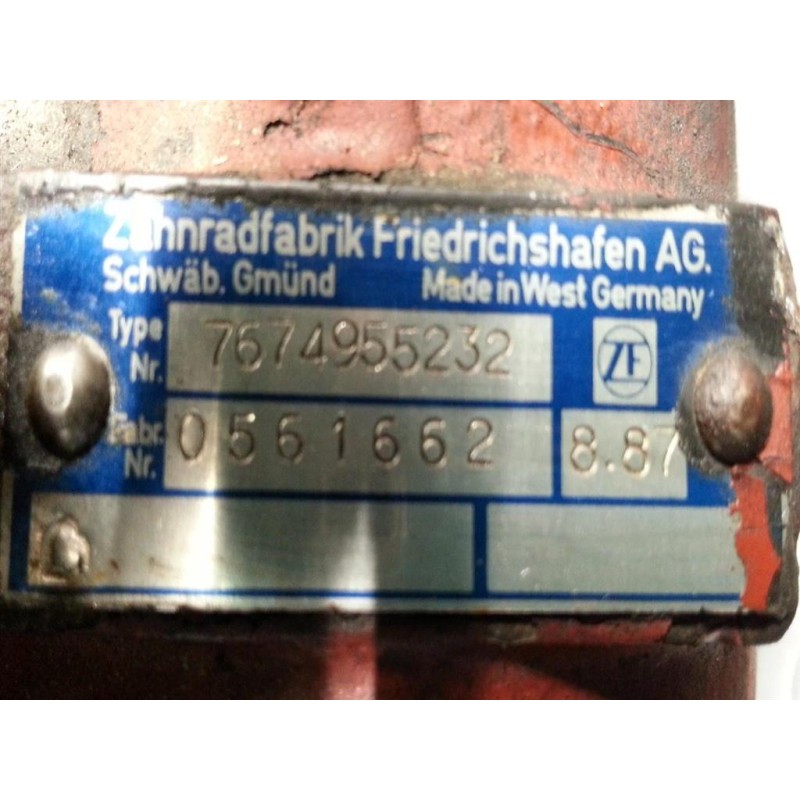 Zahnradfabrik Friedrichshafen AG.
Schwäb. Gmünd Made in West Germany
Type Nr. 7674955232
ZF
Fabr. Nr. 0561662 8.87